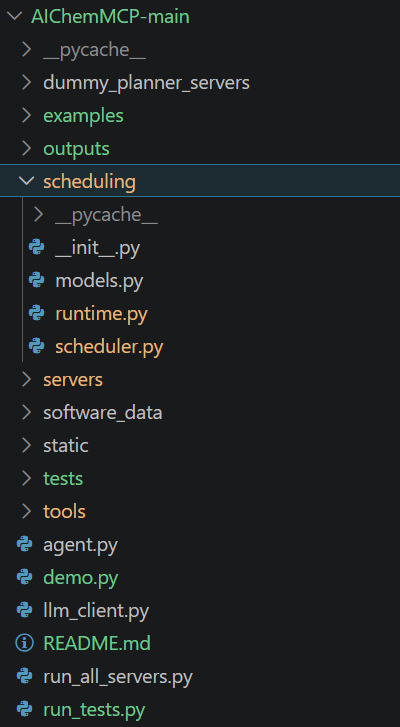 AIChemMCP-main
__pycache__
dummy_planner_servers
examples
outputs
scheduling
__pycache__
__init__.py
models.py
runtime.py
scheduler.py
servers
software_data
static
tests
tools
agent.py
demo.py
llm_client.py
README.md
run_all_servers.py
run_tests.py